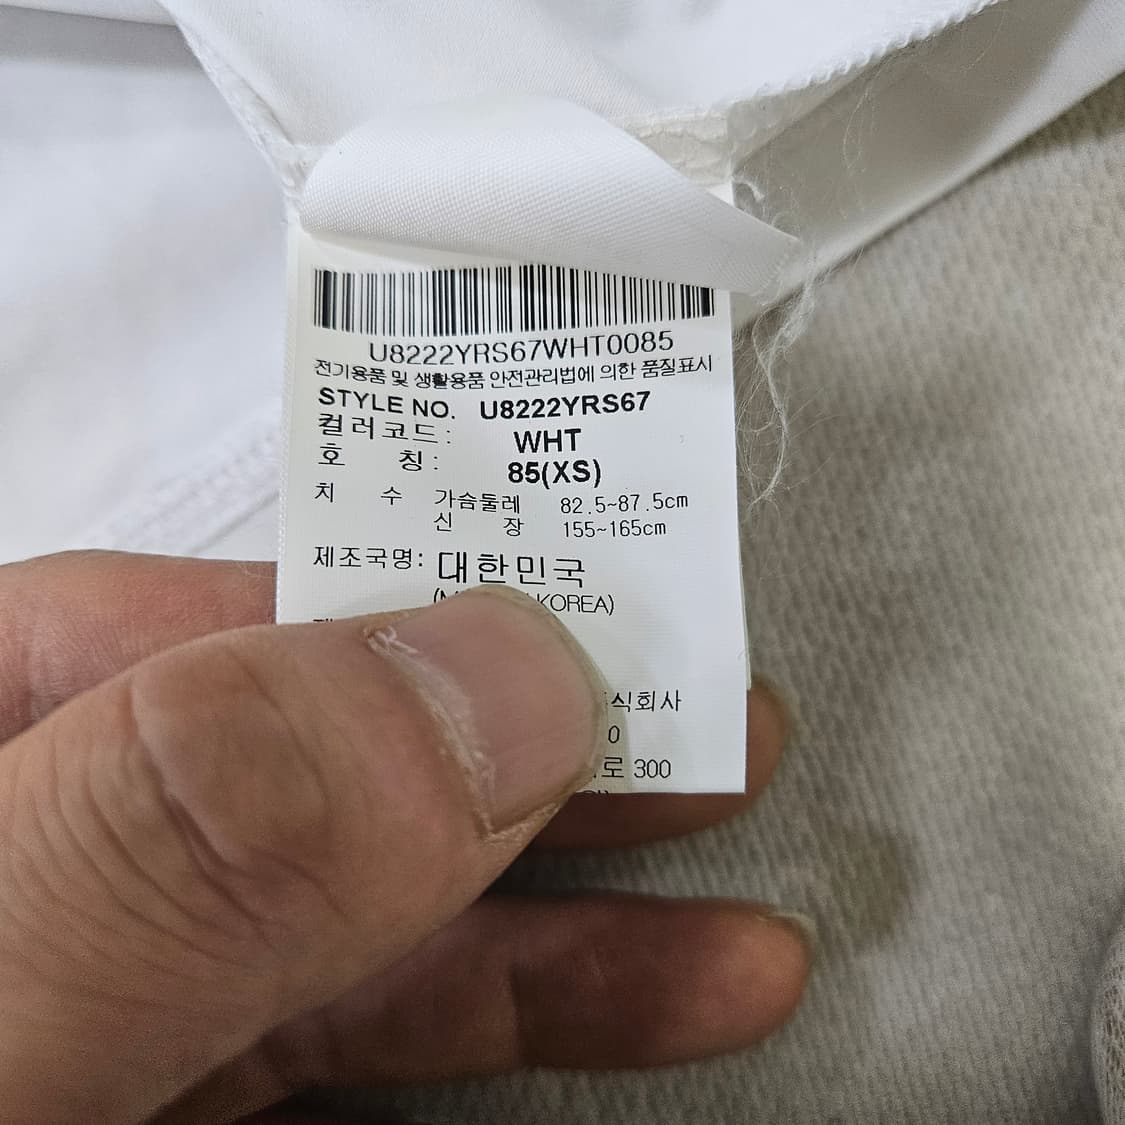 U8222YRS67WHT0085
전기용품 및 생활용품 안전관리법에 의한 품질표시
STYLE NO. U8222YRS67
컬러코드: WHT
호 칭: 85(XS)
치 수 가슴둘레 82.5~87.5cm
신 장 155~165cm
제조국명: 대한민국
KOREA)
식회사
0
로 300